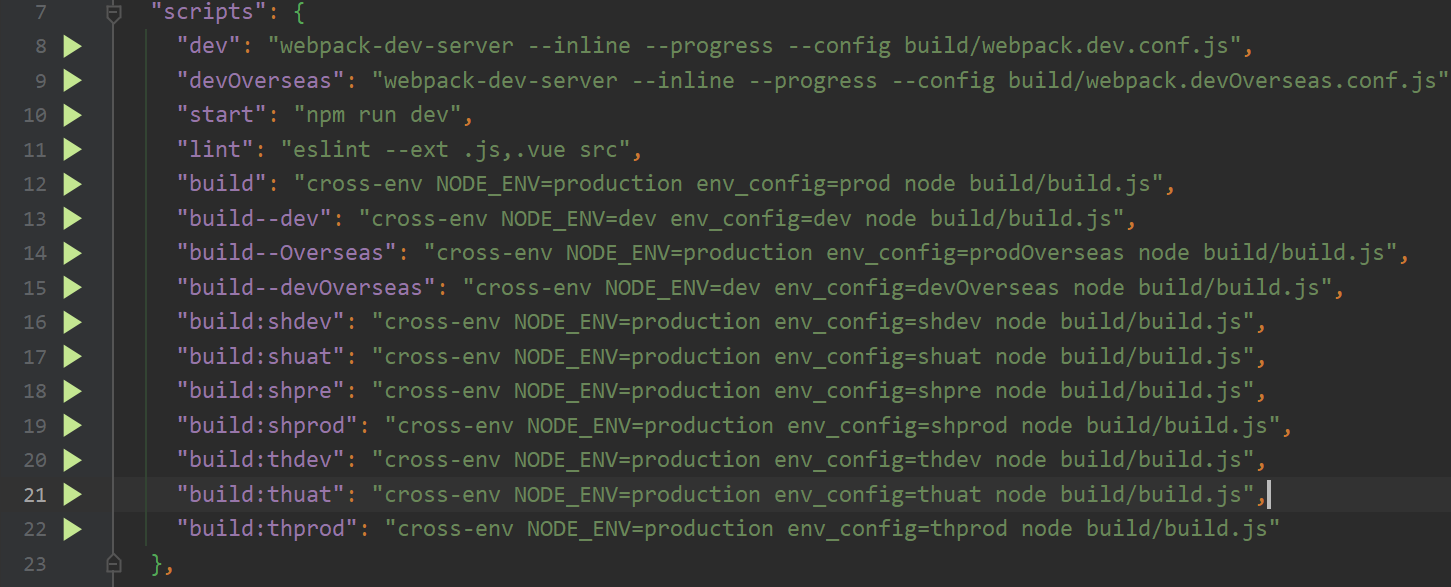 7 "scripts": {
8 "dev": "webpack-dev-server --inline --progress --config build/webpack.dev.conf.js",
9 "devOverseas": "webpack-dev-server --inline --progress --config build/webpack.devOverseas.conf.js"
10 "start": "npm run dev",
11 "lint": "eslint --ext .js,.vue src",
12 "build": "cross-env NODE_ENV=production env_config=prod node build/build.js",
13 "build--dev": "cross-env NODE_ENV=dev env_config=dev node build/build.js",
14 "build--Overseas": "cross-env NODE_ENV=production env_config=prodOverseas node build/build.js",
15 "build--devOverseas": "cross-env NODE_ENV=dev env_config=devOverseas node build/build.js",
16 "build:shdev": "cross-env NODE_ENV=production env_config=shdev node build/build.js",
17 "build:shuat": "cross-env NODE_ENV=production env_config=shuat node build/build.js",
18 "build:shpre": "cross-env NODE_ENV=production env_config=shpre node build/build.js",
19 "build:shprod": "cross-env NODE_ENV=production env_config=shprod node build/build.js",
20 "build:thdev": "cross-env NODE_ENV=production env_config=thdev node build/build.js",
21 "build:thuat": "cross-env NODE_ENV=production env_config=thuat node build/build.js",
22 "build:thprod": "cross-env NODE_ENV=production env_config=thprod node build/build.js"
23 },